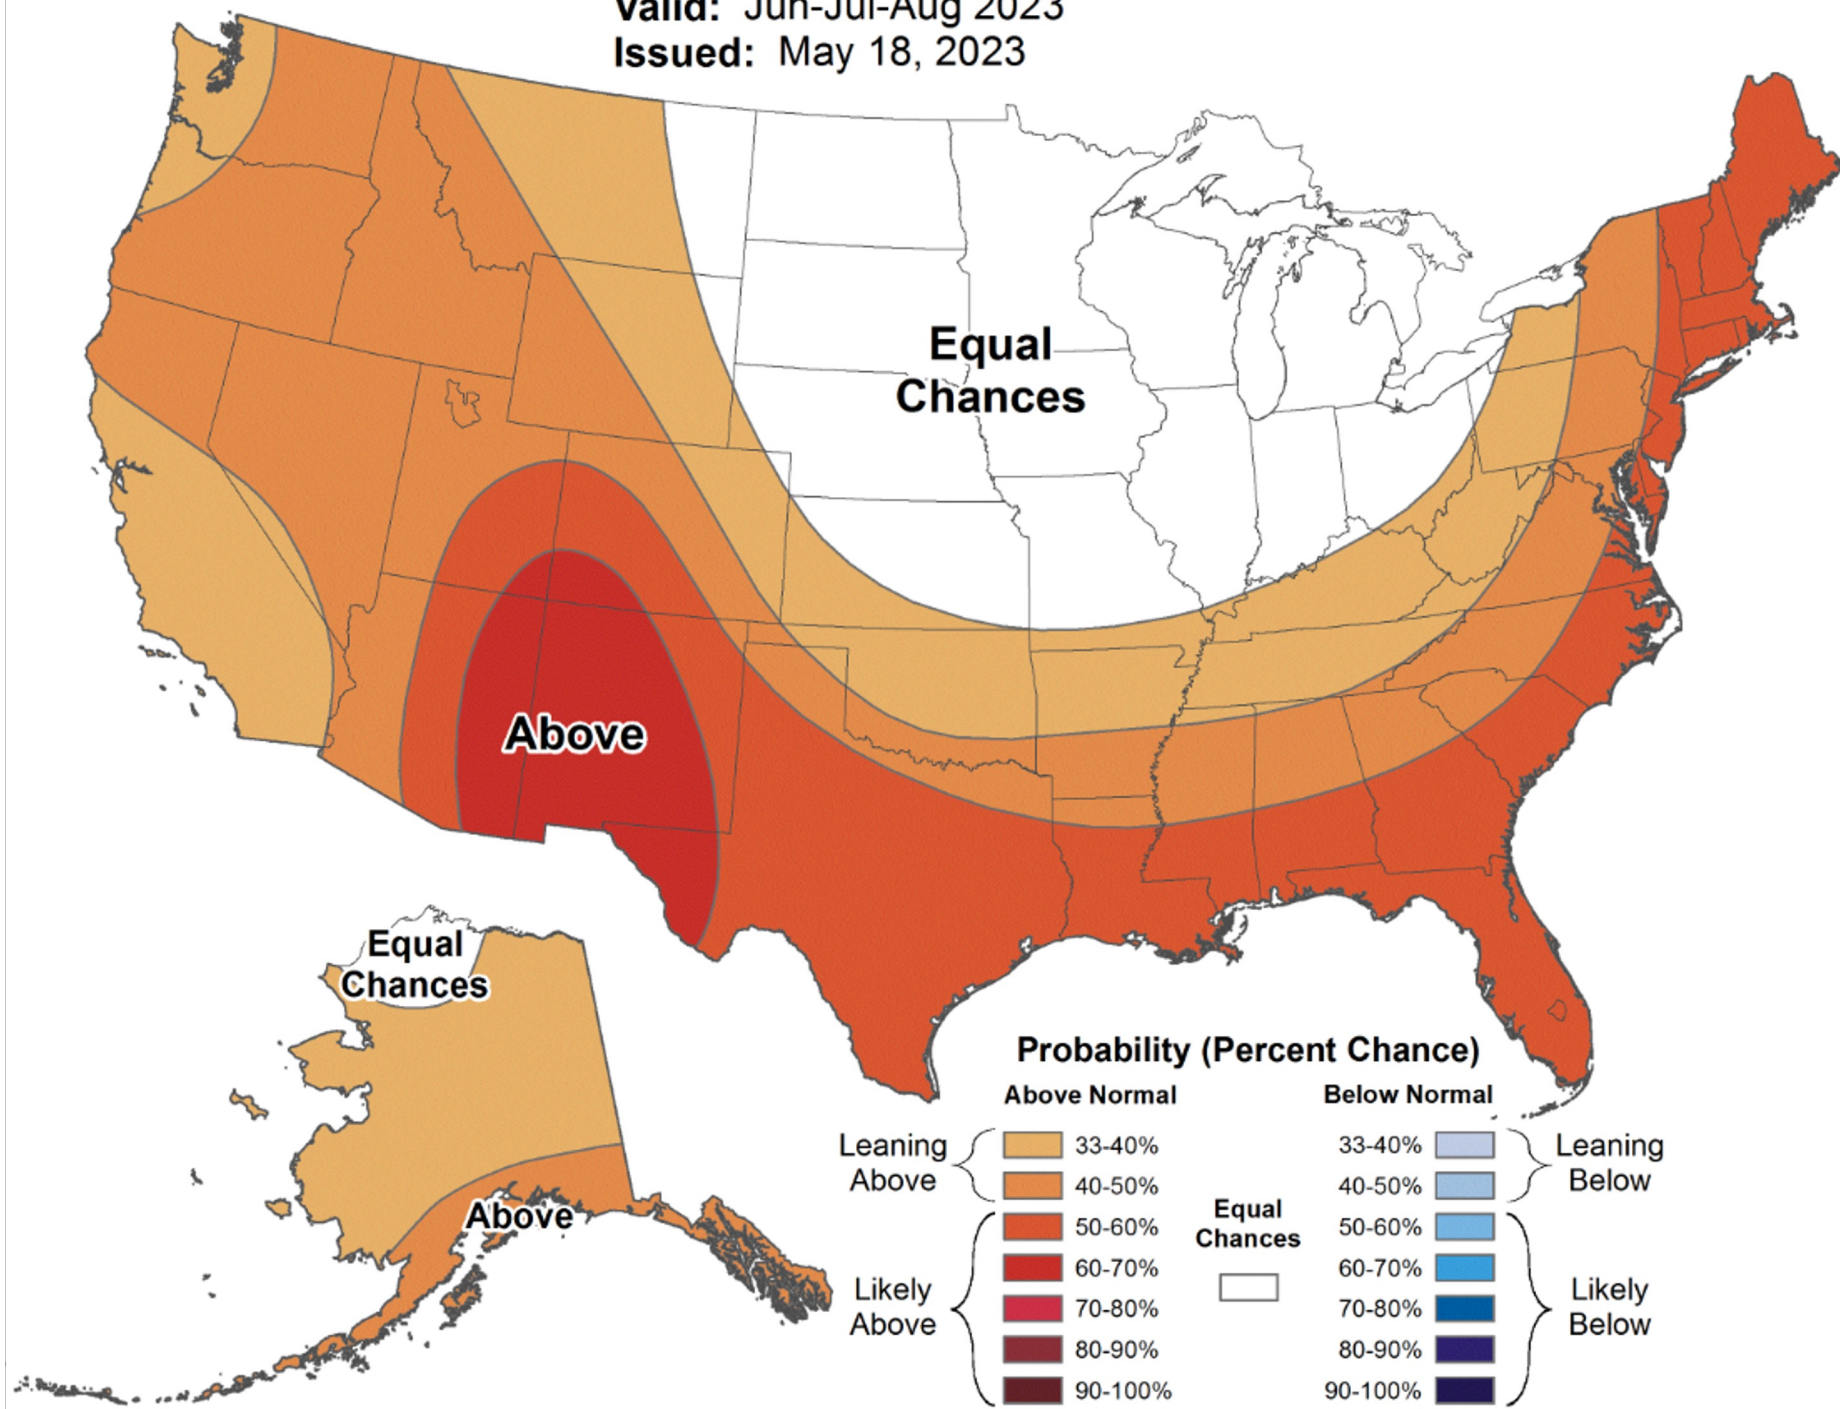 Valid: Jun-Jul-Aug 2023
Issued: May 18, 2023
Equal
Chances
Above
Equal
Chances
Above
Probability (Percent Chance)
Above Normal
Below Normal
Leaning
Above
33-40%
40-50%
Likely
Above
50-60%
60-70%
70-80%
80-90%
90-100%
Equal
Chances
33-40%
40-50%
Leaning
Below
50-60%
60-70%
70-80%
80-90%
90-100%
Likely
Below